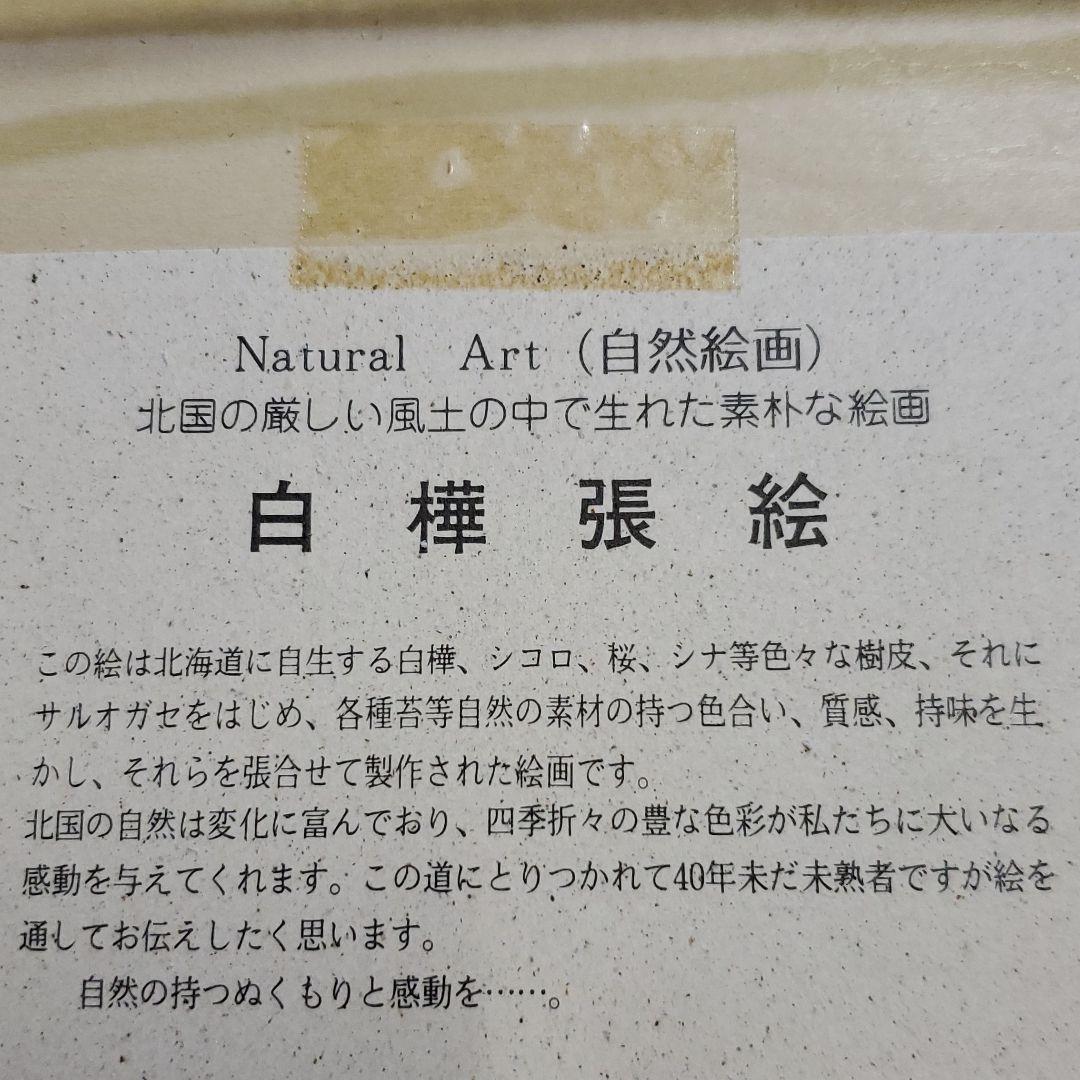 Natural Art（自然絵画）
北国の厳しい風土の中で生れた素朴な絵画
白樺張絵
この絵は北海道に自生する白樺、シコロ、桜、シナ等色々な樹皮、それに
サルオガセをはじめ、各種苔等自然の素材の持つ色合い、質感、持味を生
かし、それらを張合せて製作された絵画です。
北国の自然は変化に富んでおり、四季折々の豊な色彩が私たちに大いなる
感動を与えてくれます。この道にとりつかれて40年未だ未熟者ですが絵を
通してお伝えしたく思います。
自然の持つぬくもりと感動を……。